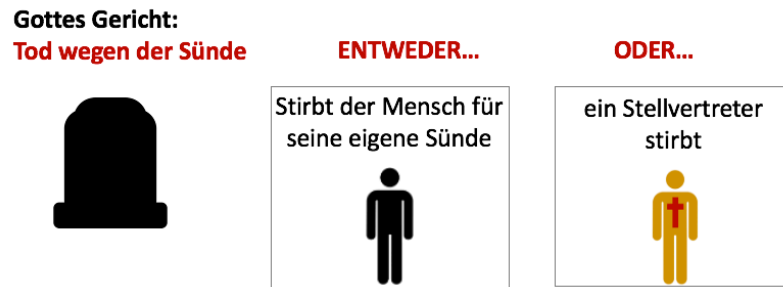 Gottes Gericht:
Tod wegen der Sünde
ENTWEDER...
ODER...
Stirbt der Mensch für
seine eigene Sünde
ein Stellvertreter
stirbt